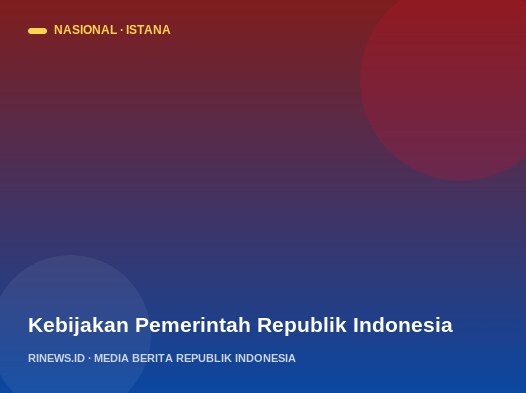 NASIONAL · ISTANA
Kebijakan Pemerintah Republik Indonesia
RINEWS.ID · MEDIA BERITA REPUBLIK INDONESIA